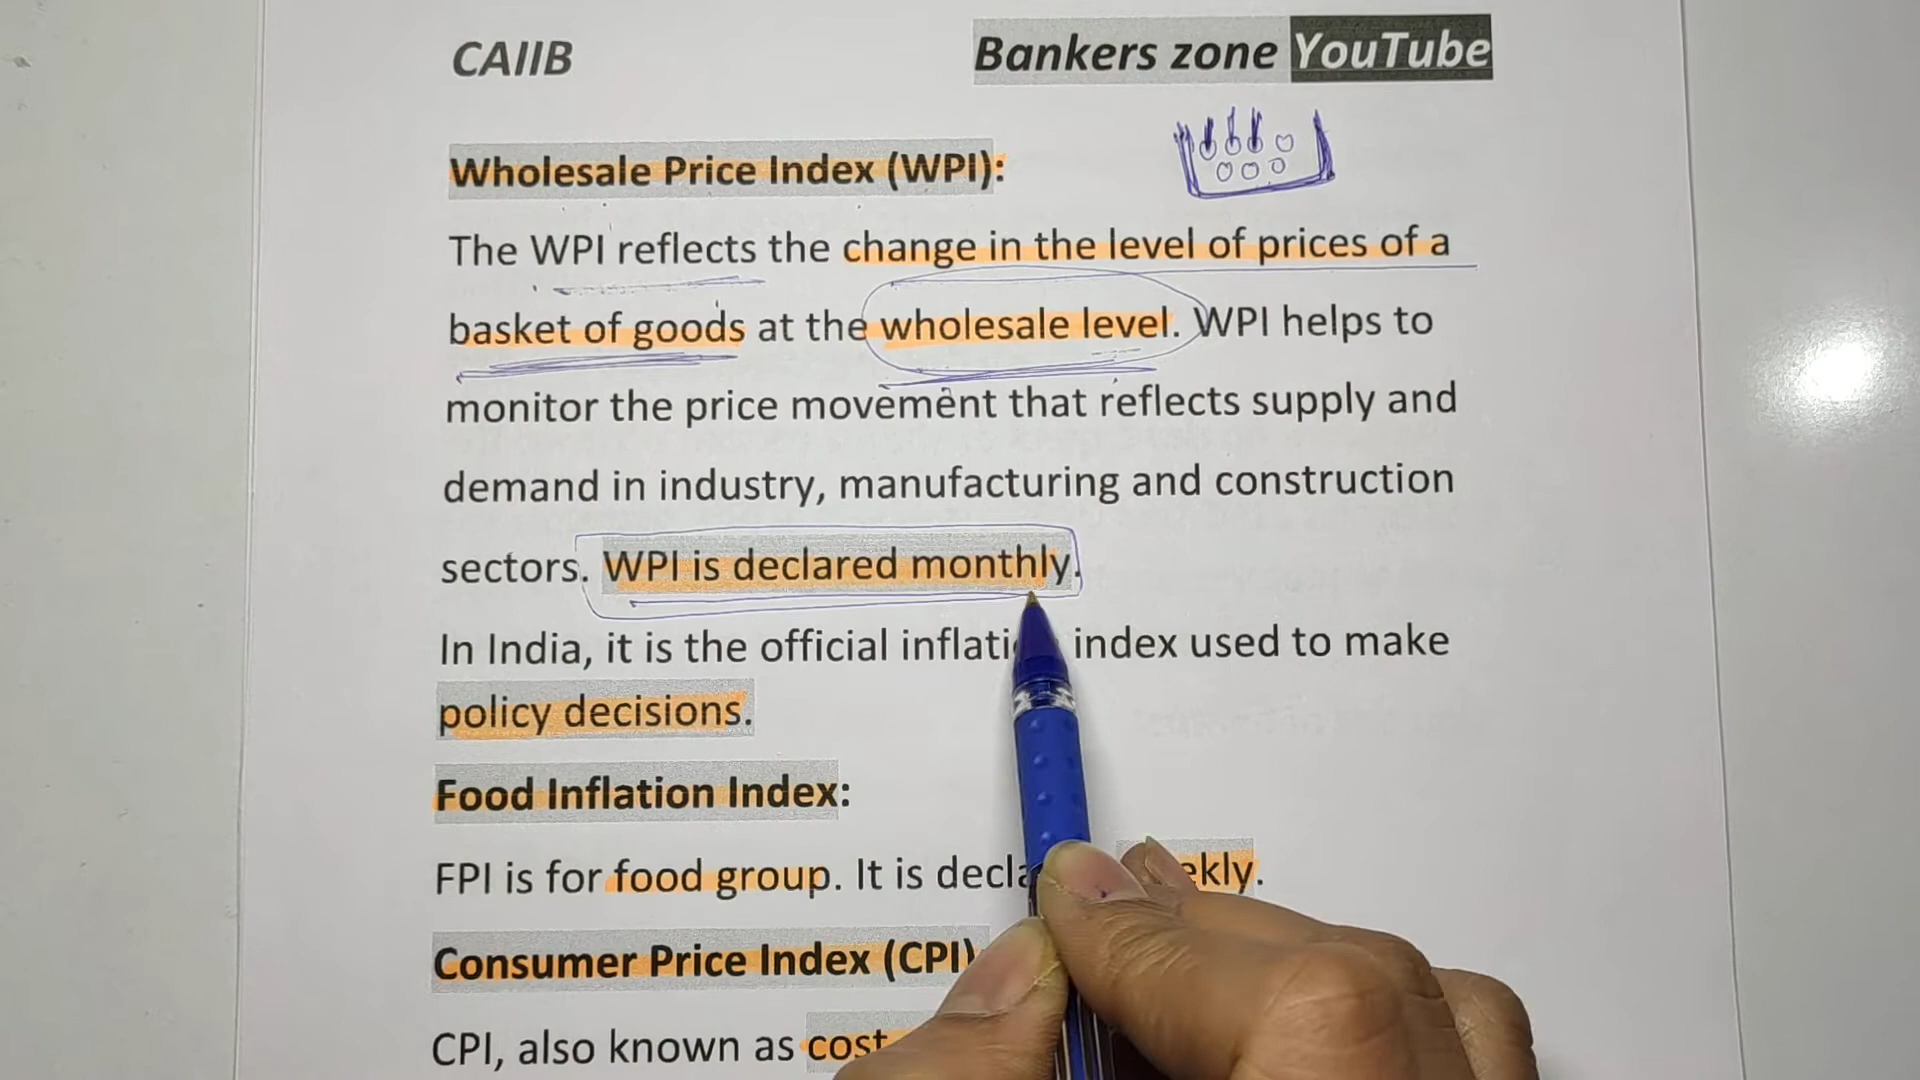 CAIIB Bankers zone YouTube
Wholesale Price Index (WPI):
The WPI reflects the change in the level of prices of a
basket of goods at the wholesale level. WPI helps to
monitor the price movement that reflects supply and
demand in industry, manufacturing and construction
sectors. WPI is declared monthly.
In India, it is the official index used to make
policy decisions.
Food Inflation Index:
FPI is for food group. It is
Consumer Price Index (CPI)
CPI, also known as cost